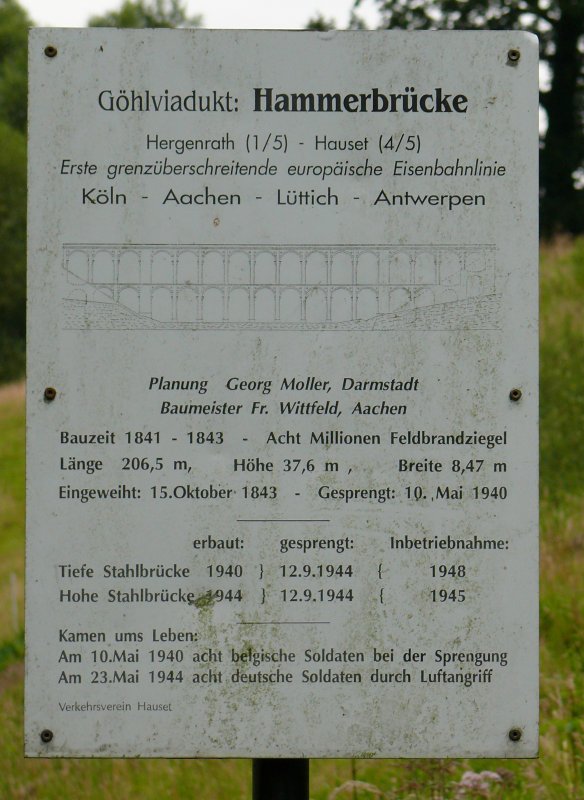 Göhlviadukt: Hammerbrücke
Hergenrath (1/5) - Hauset (4/5)
Erste grenzüberschreitende europäische Eisenbahnlinie
Köln - Aachen - Lüttich - Antwerpen
Planung Georg Moller, Darmstadt
Baumeister Fr. Wittfeld, Aachen
Bauzeit 1841 - 1843 - Acht Millionen Feldbrandziegel
Länge 206,5 m, Höhe 37,6 m , Breite 8,47 m
Eingeweiht: 15.Oktober 1843 - Gesprengt: 10. Mai 1940
erbaut: gesprengt: Inbetriebnahme:
Tiefe Stahlbrücke 1940 } 12.9.1944 { 1948
Hohe Stahlbrücke 1944 } 12.9.1944 { 1945
Kamen ums Leben:
Am 10.Mai 1940 acht belgische Soldaten bei der Sprengung
Am 23.Mai 1944 acht deutsche Soldaten durch Luftangriff
Verkehrsverein Hauset